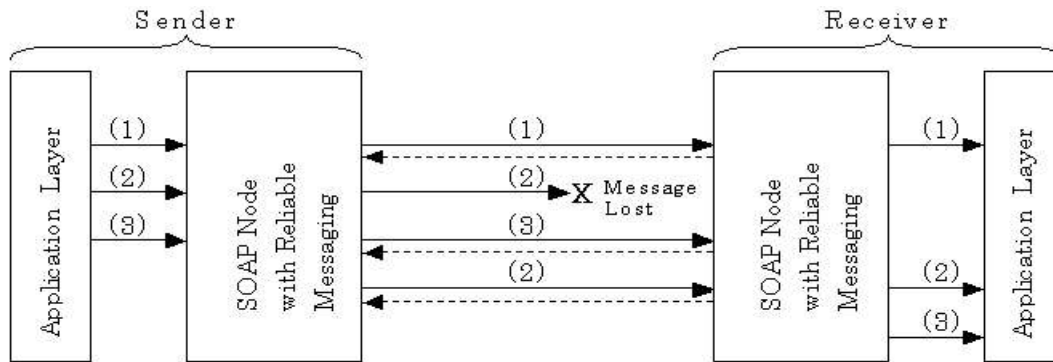 Sender
Receiver
Application Layer
(1)
(2)
(3)
SOAP Node
with Reliable
Messaging
(1)
(2)
X Message
Lost
(3)
(2)
SOAP Node
with Reliable
Messaging
(1)
(2)
(3)
Application Layer